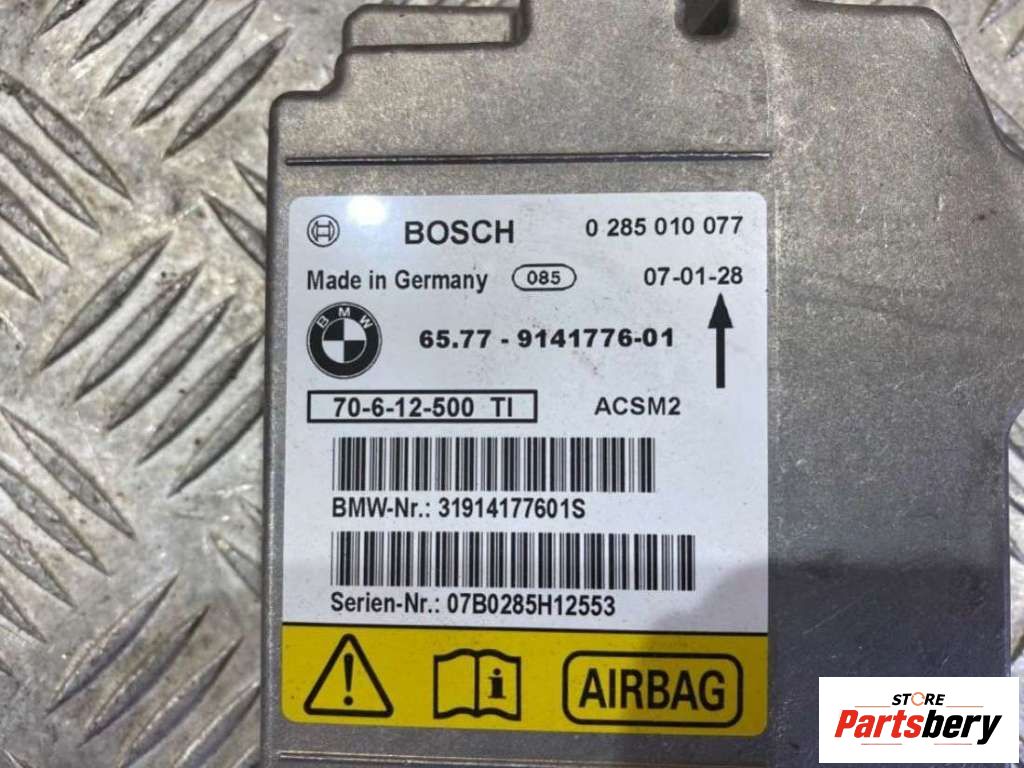 BOSCH 0 285 010 077
Made in Germany 085 07-01-28
BMW
65.77 - 9141776-01
70-6-12-500 TI ACSM2
BMW-Nr.: 31914177601S
Serien-Nr.: 07B0285H12553
AIRBAG
STORE
Partsbery